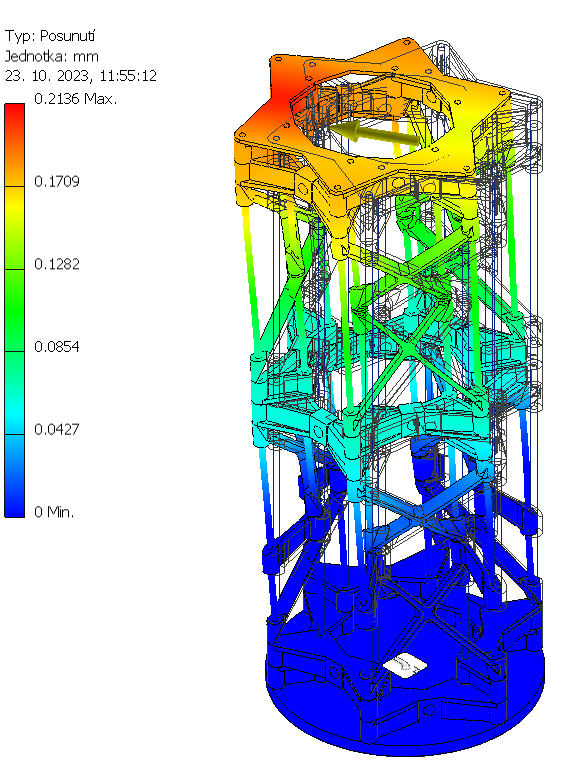 Typ: Posunutí
Jednotka: mm
23. 10. 2023, 11:55:12
0.2136 Max.
0.1709
0.1282
0.0854
0.0427
0 Min.